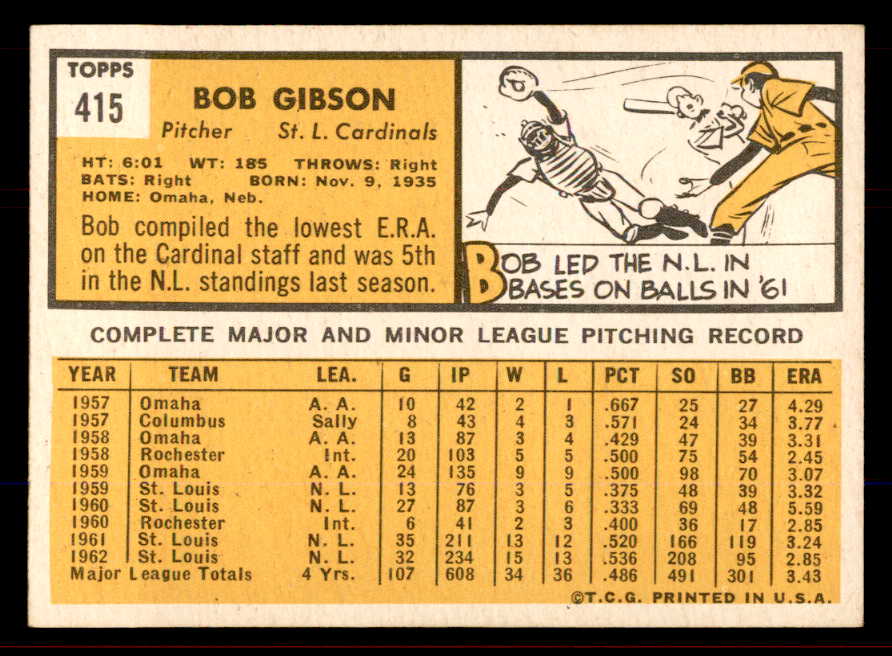 TOPPS
415
BOB GIBSON
Pitcher St. L. Cardinals
HT: 6:01 WT: 185 THROWS: Right
BATS: Right BORN: Nov. 9, 1935
HOME: Omaha, Neb.
Bob compiled the lowest E.R.A.
on the Cardinal staff and was 5th
in the N.L. standings last season.
BOB LED THE N.L. IN
BASES ON BALLS IN '61
COMPLETE MAJOR AND MINOR LEAGUE PITCHING RECORD
YEAR TEAM LEA. G IP W L PCT SO BB ERA
1957 Omaha A. A. 10 42 2 1 .667 25 27 4.29
1957 Columbus Sally 8 43 4 3 .571 24 34 3.77
1958 Omaha A. A. 13 87 3 4 .429 47 39 3.31
1958 Rochester Int. 20 103 5 5 .500 75 54 2.45
1959 Omaha A. A. 24 135 9 9 .500 98 70 3.07
1959 St. Louis N. L. 13 76 3 5 .375 48 39 3.32
1960 St. Louis N. L. 27 87 3 6 .333 69 48 5.59
1960 Rochester Int. 6 41 2 3 .400 36 17 2.85
1961 St. Louis N. L. 35 211 13 12 .520 166 119 3.24
1962 St. Louis N. L. 32 234 15 13 .536 208 95 2.85
Major League Totals 4 Yrs. 107 608 34 36 .486 491 301 3.43
©T.C.G. PRINTED IN U.S.A.